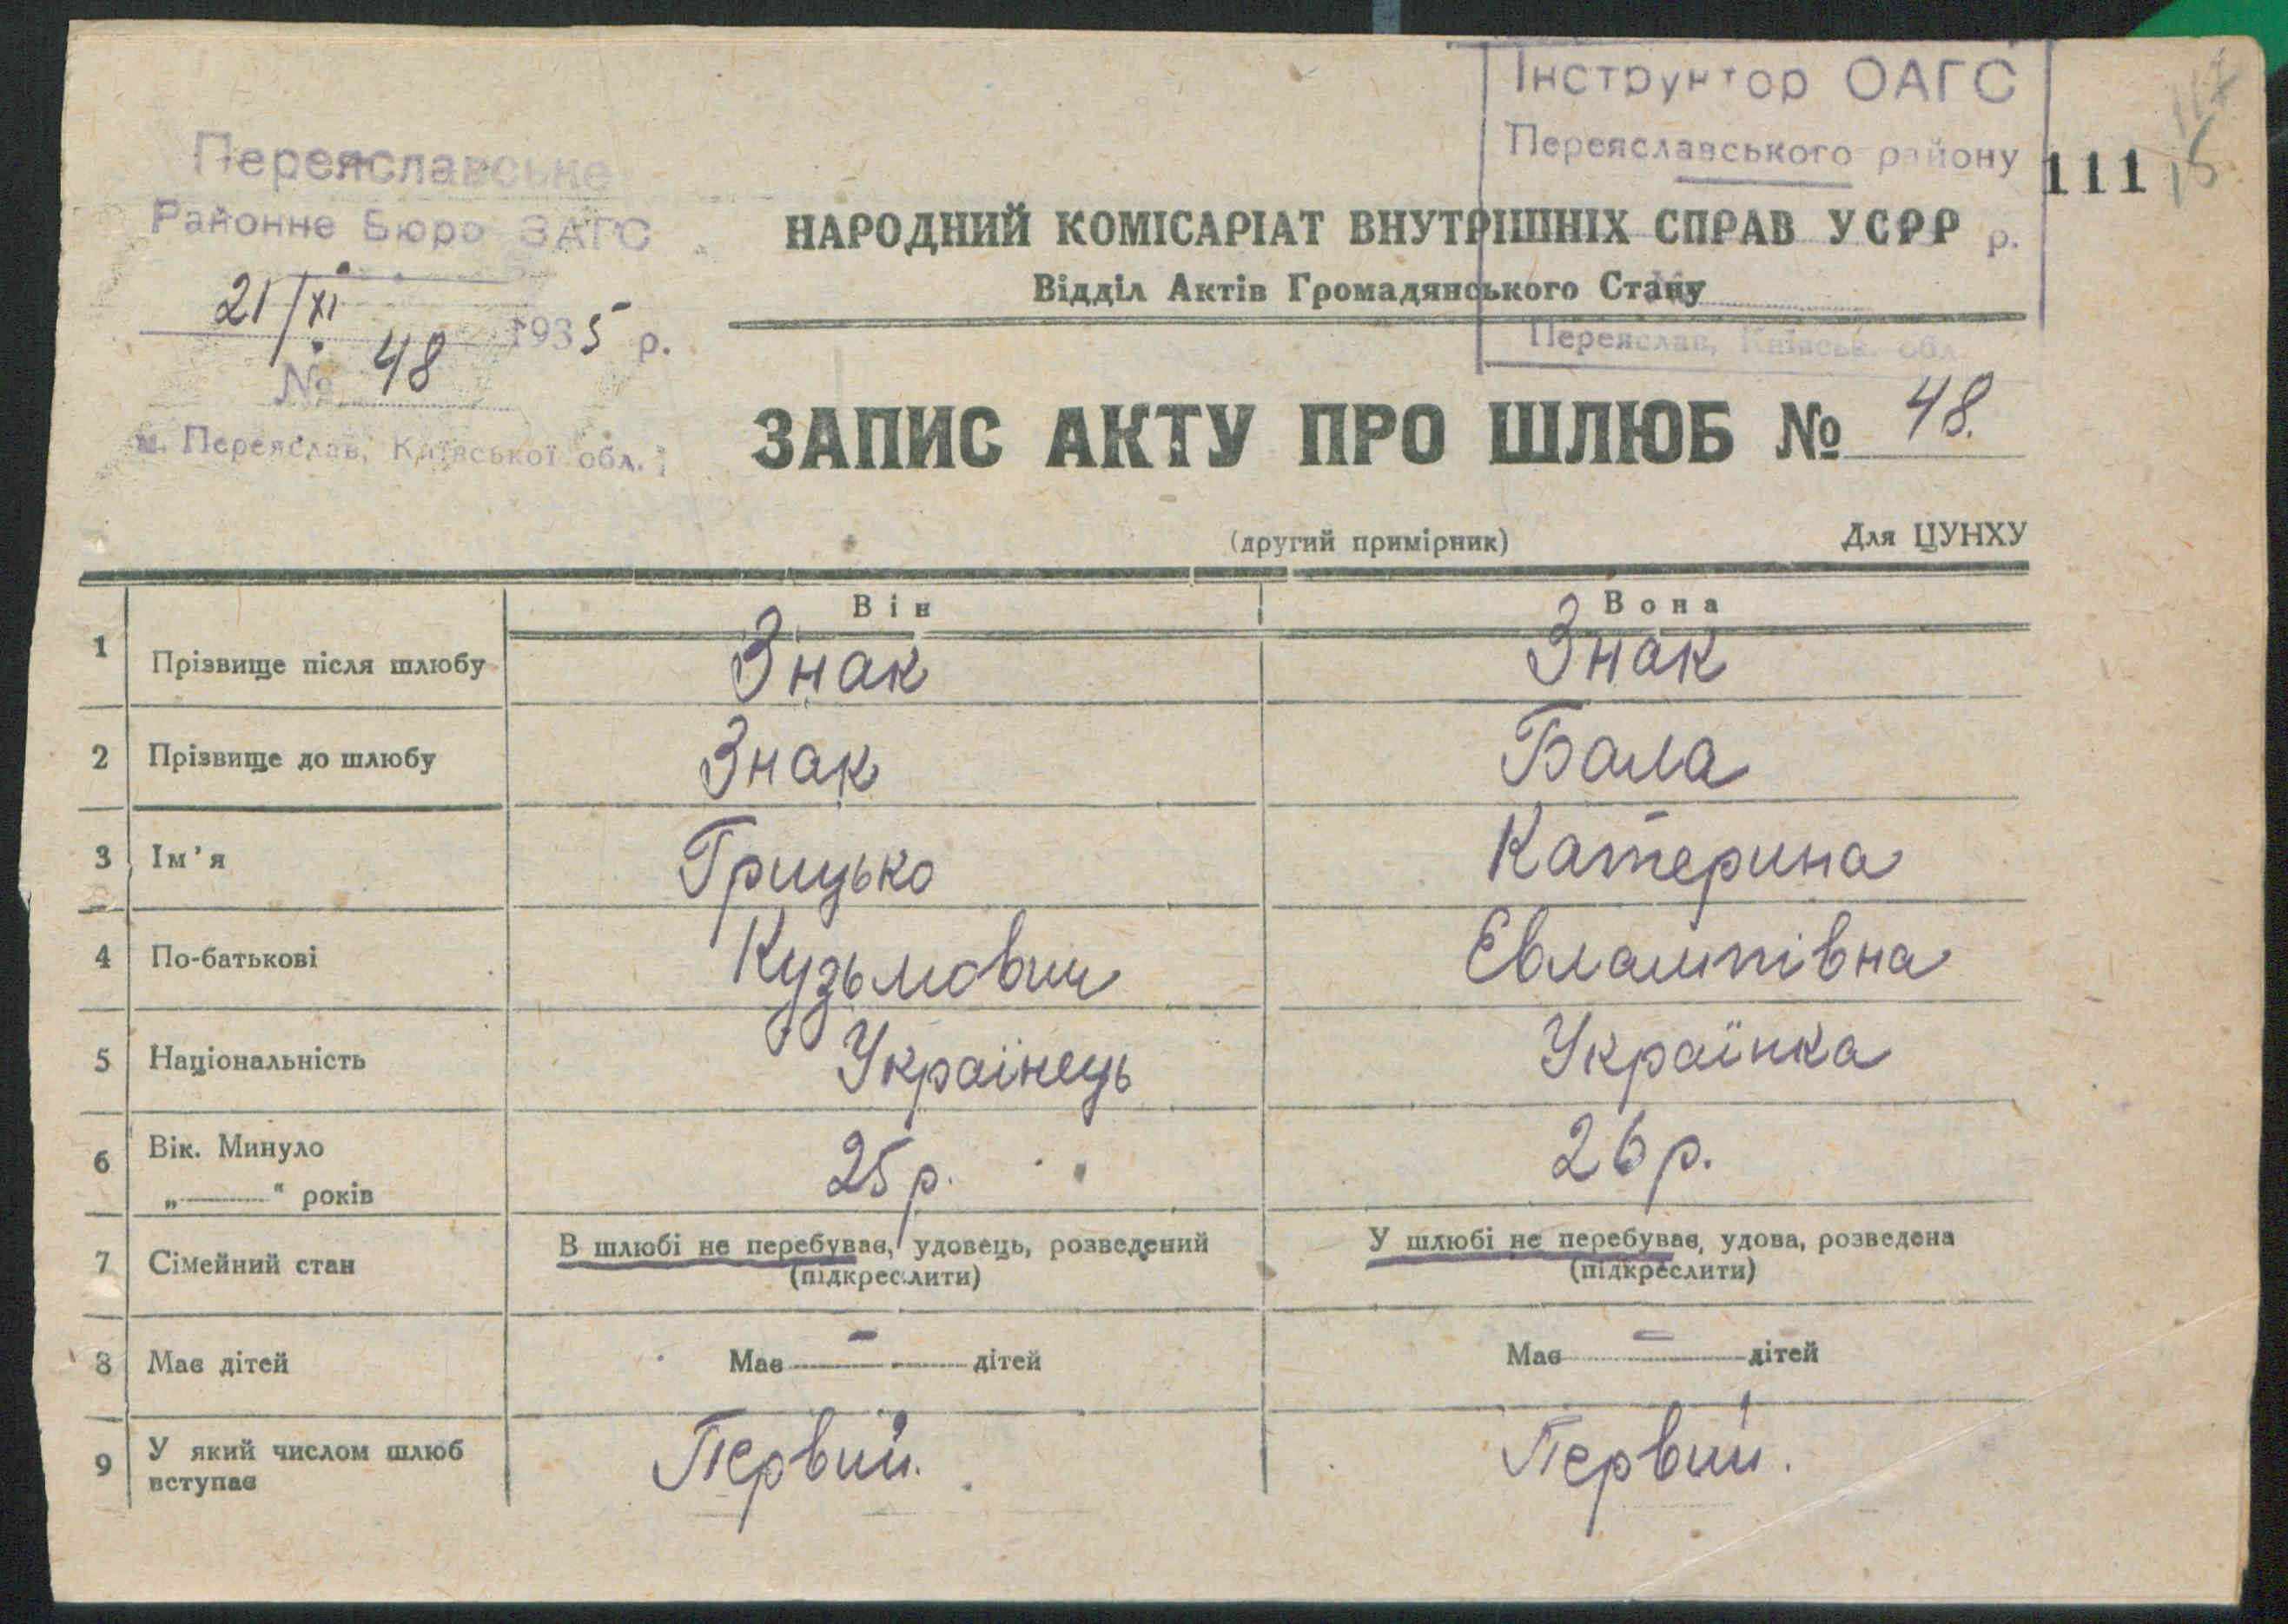 Інструктор ОАГС
Переяславського району
111
15
р.
Переяслав, Київськ. обл.
Переяславське
Районне Бюро ЗАГС
21/XI 1935 р.
№ 48
м. Переяслав, Київської обл.
НАРОДНИЙ КОМІСАРІАТ ВНУТРІШНІХ СПРАВ УСРР
Відділ Актів Громадянського Стану
ЗАПИС АКТУ ПРО ШЛЮБ № 48.
(другий примірник) Для ЦУНХУ
Він Вона
1 Прізвище після шлюбу Знак Знак
2 Прізвище до шлюбу Знак Бала
3 Ім'я Грицько Катерина
4 По-батькові Кузьмович Євлампівна
5 Національність Українець Українка
6 Вік. Минуло 25 р. 26 р.
„ “ років
7 Сімейний стан В шлюбі не перебуває, удовець, розведений У шлюбі не перебуває, удова, розведена
(підкреслити) (підкреслити)
8 Має дітей Має — дітей Має — дітей
9 У який числом шлюб Первий. Первий.
вступає